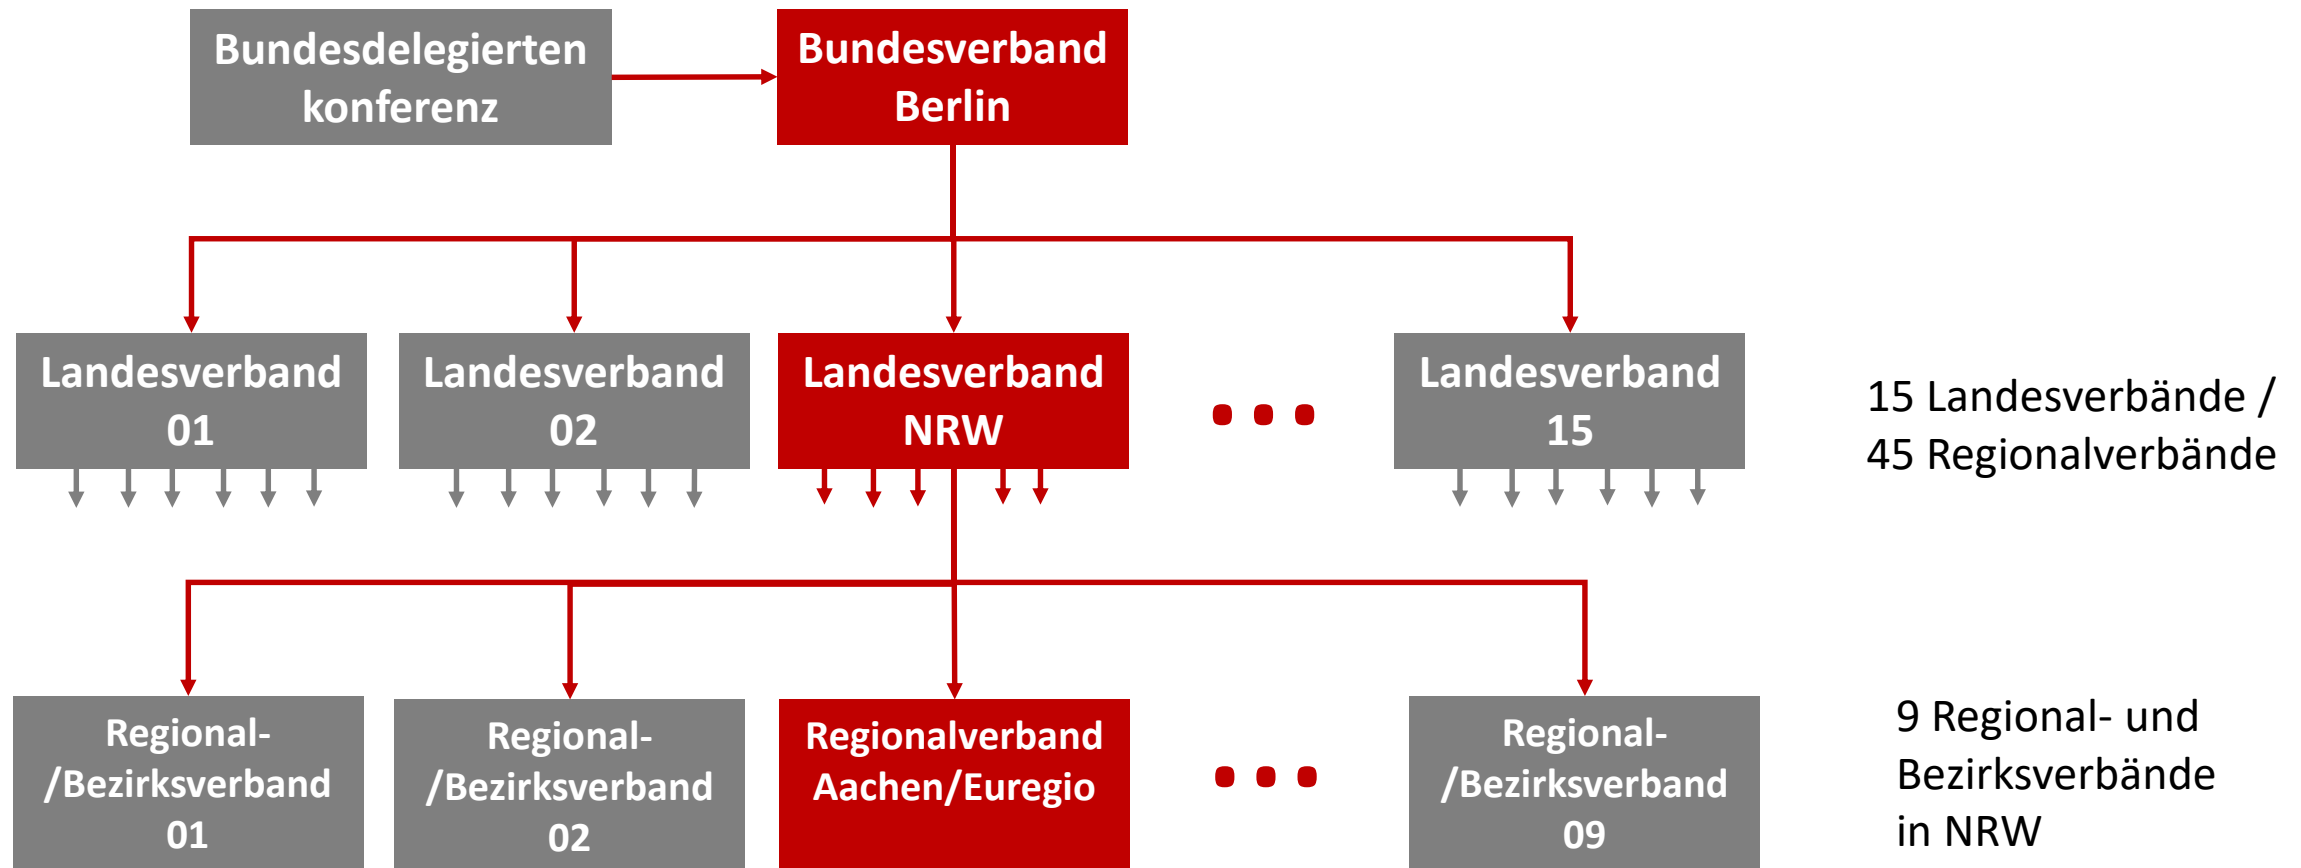 Bundesdelegierten
konferenz
Bundesverband
Berlin
Landesverband
01
Landesverband
02
Landesverband
NRW
...
Landesverband
15
15 Landesverbände /
45 Regionalverbände
Regional-
/Bezirksverband
01
Regional-
/Bezirksverband
02
Regionalverband
Aachen/Euregio
...
Regional-
/Bezirksverband
09
9 Regional- und
Bezirksverbände
in NRW